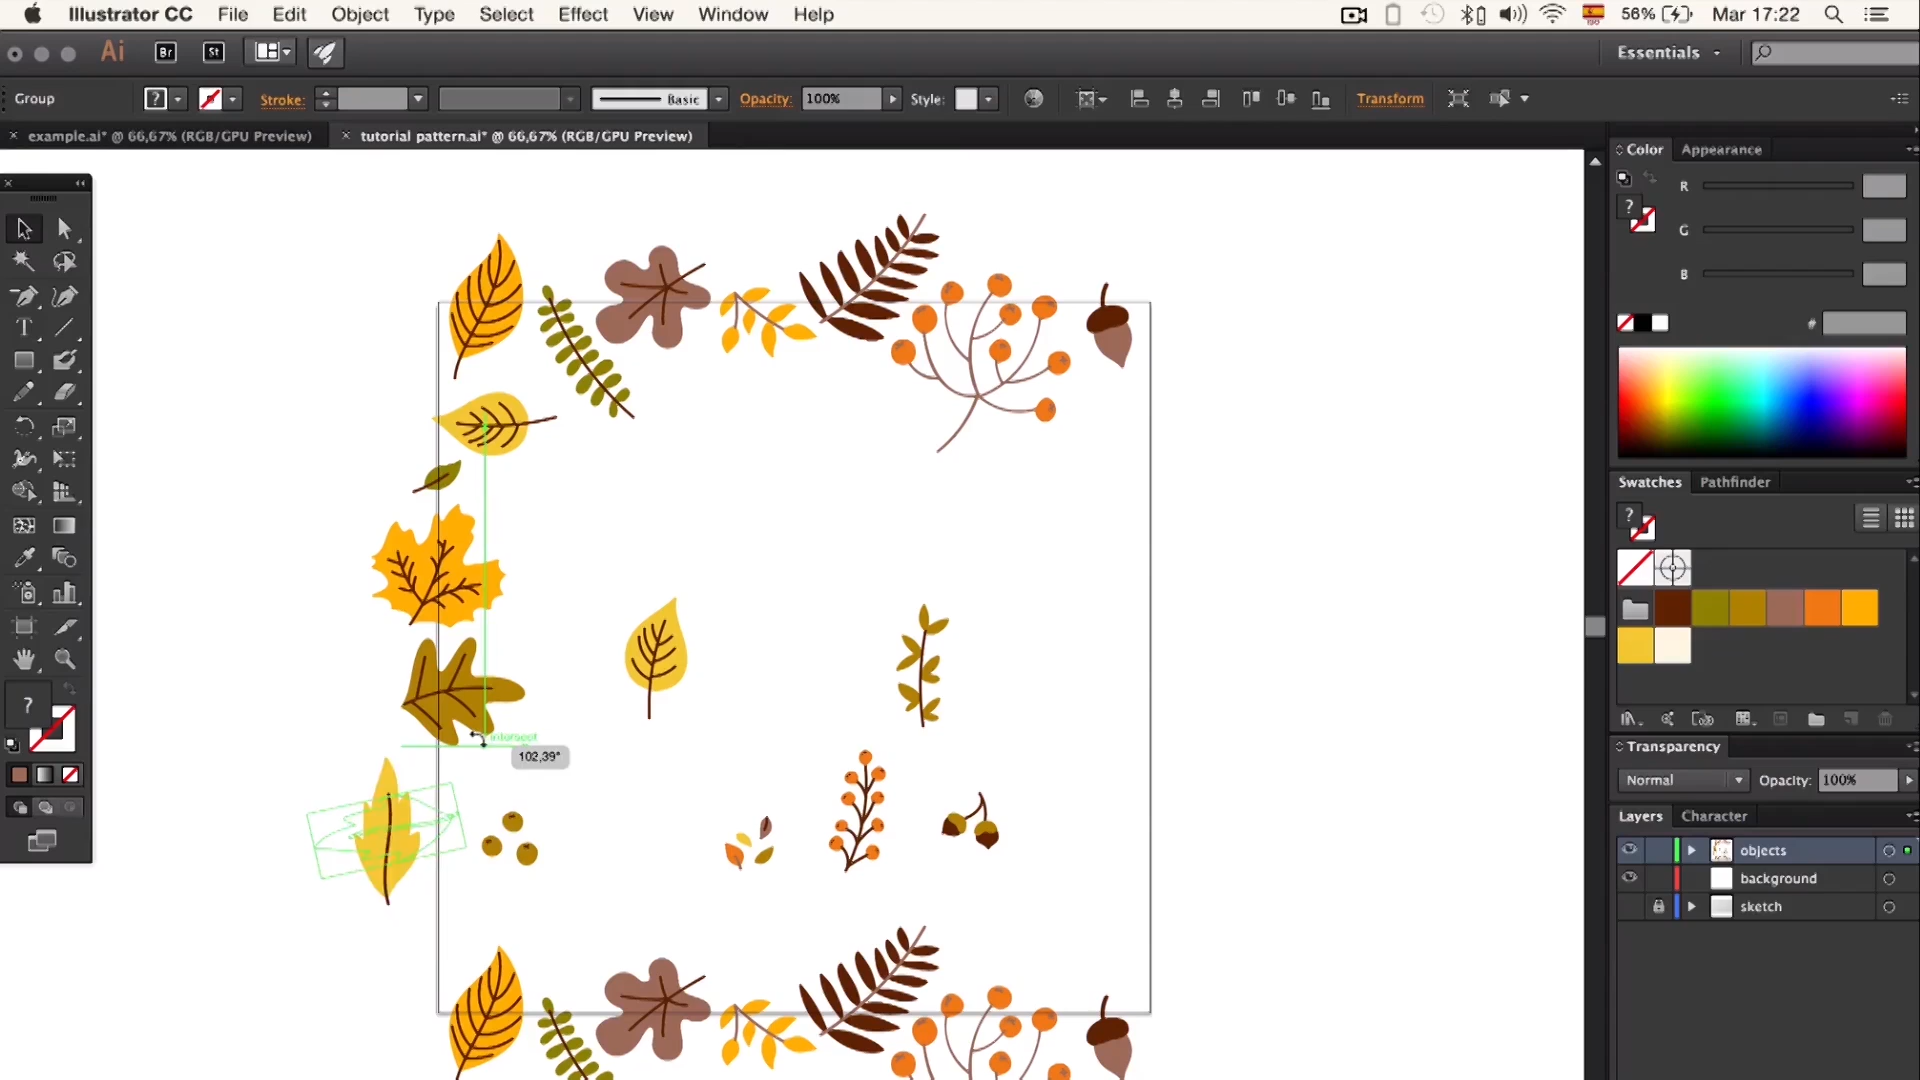 Illustrator CC File Edit Object Type Select Effect View Window Help 56% Mar 17:22
Ai Br St Essentials
Group ? Stroke: Basic Opacity: 100% Style: Transform
example.ai* @ 66,67% (RGB/GPU Preview) tutorial pattern.ai* @ 66,67% (RGB/GPU Preview)
Color Appearance
R
?
G
B
#
T
Swatches Pathfinder
?
?
intersect
102,39°
Transparency
Normal Opacity: 100%
Layers Character
objects
background
sketch